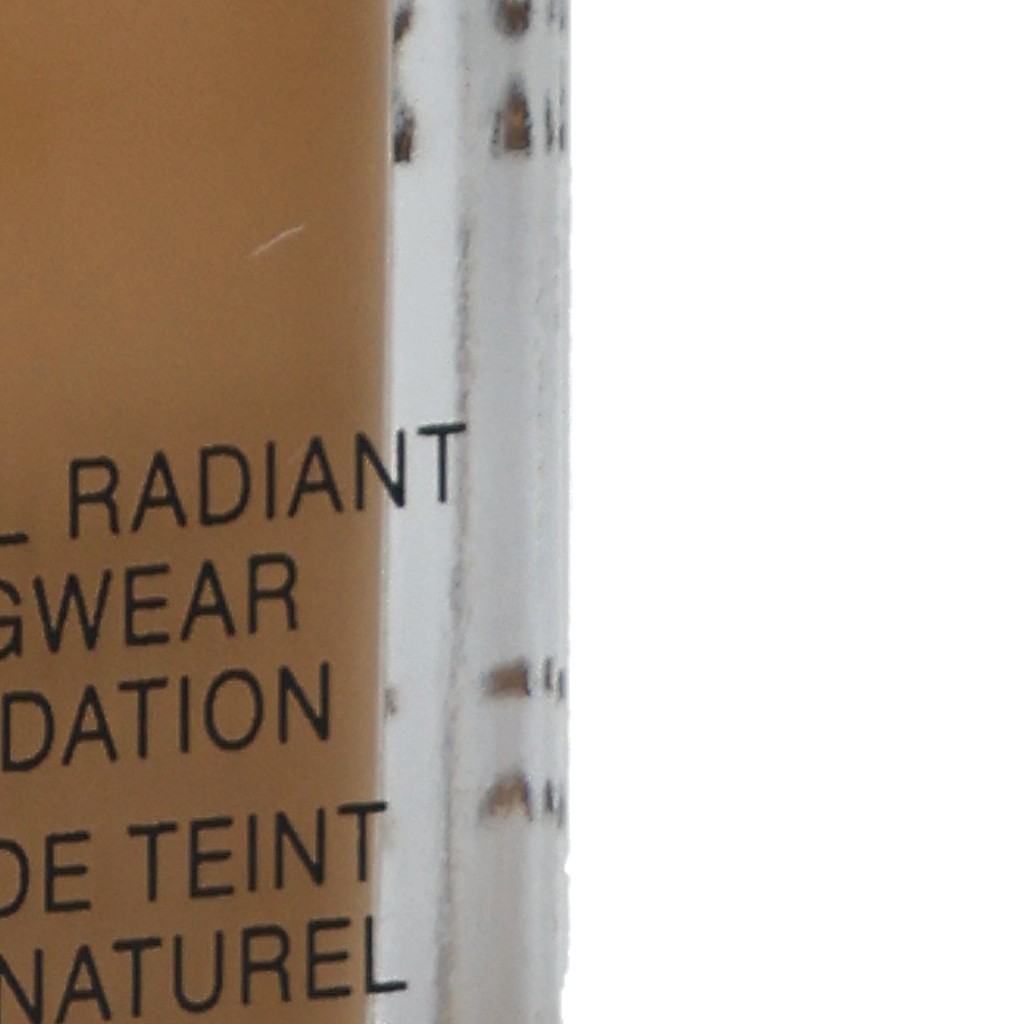 L RADIANT
GWEAR
DATION
DE TEINT
NATUREL